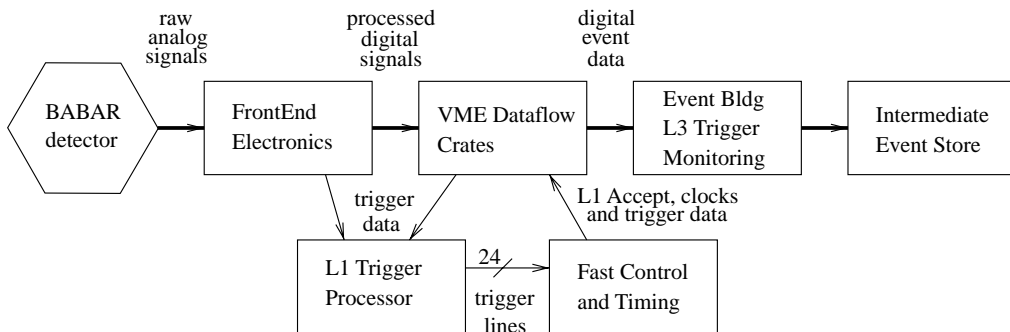 raw
analog
signals
processed
digital
signals
digital
event
data
BABAR
detector
FrontEnd
Electronics
VME Dataflow
Crates
Event Bldg
L3 Trigger
Monitoring
Intermediate
Event Store
trigger
data
L1 Accept, clocks
and trigger data
L1 Trigger
Processor
24
trigger
lines
Fast Control
and Timing